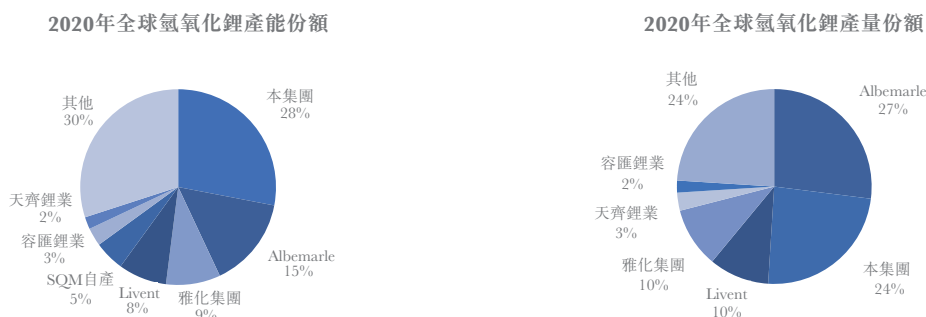 2020年全球氫氧化鋰產能份額
本集團
28%
Albemarle
15%
雅化集團
9%
Livent
8%
SQM自產
5%
容匯鋰業
3%
天齊鋰業
2%
其他
30%
2020年全球氫氧化鋰產量份額
Albemarle
27%
本集團
24%
Livent
10%
雅化集團
10%
天齊鋰業
3%
容匯鋰業
2%
其他
24%